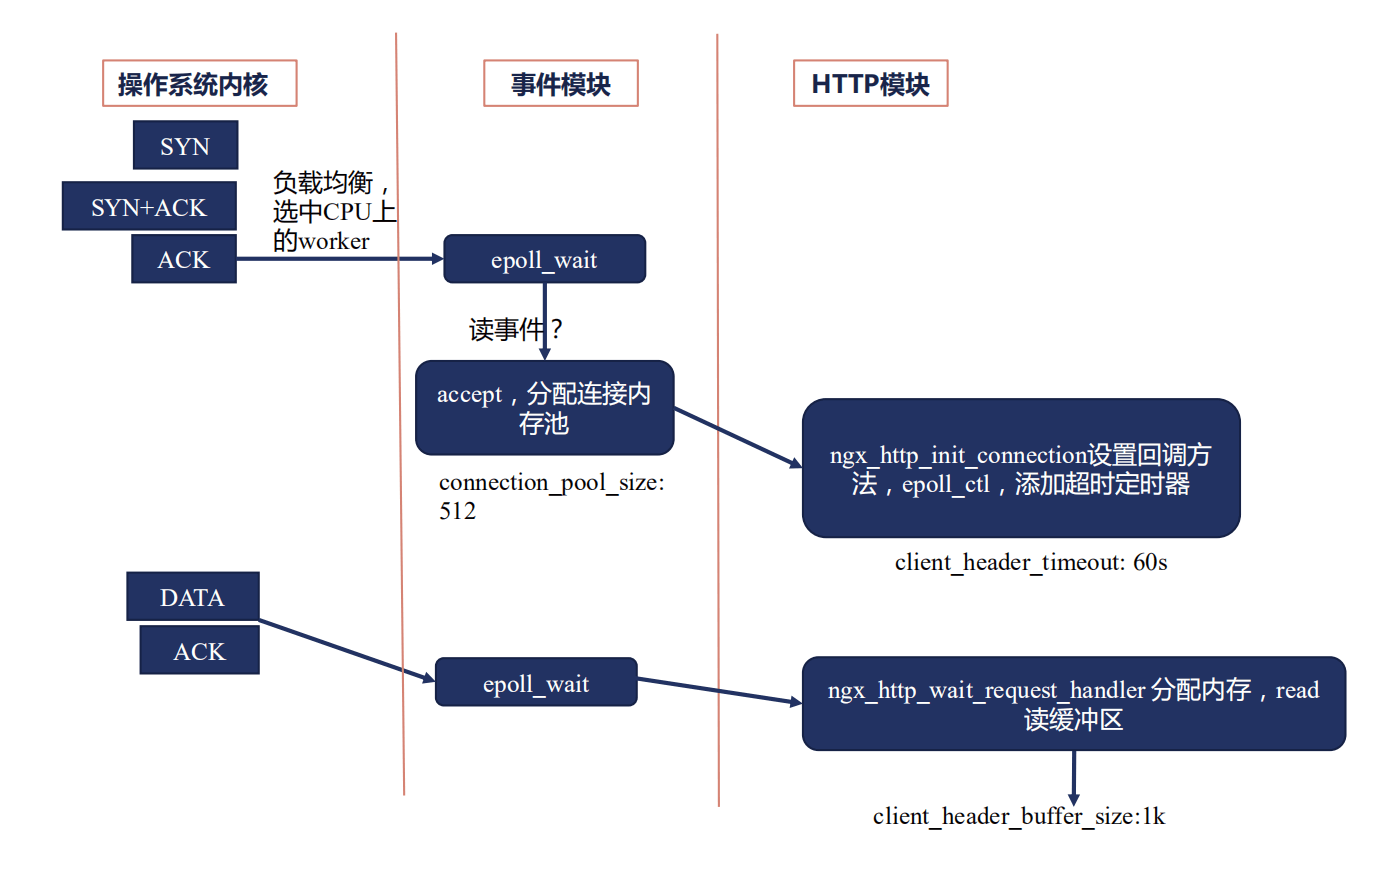 操作系统内核
事件模块
HTTP模块
SYN
SYN+ACK
ACK
负载均衡，
选中CPU上
的worker
epoll_wait
读事件？
accept，分配连接内
存池
connection_pool_size:
512
ngx_http_init_connection设置回调方
法，epoll_ctl，添加超时定时器
client_header_timeout: 60s
DATA
ACK
epoll_wait
ngx_http_wait_request_handler 分配内存，read
读缓冲区
client_header_buffer_size:1k